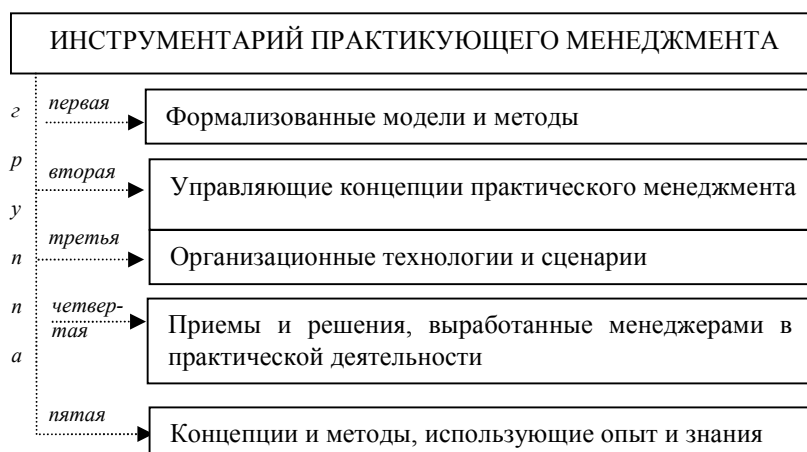 ИНСТРУМЕНТАРИЙ ПРАКТИКУЮЩЕГО МЕНЕДЖМЕНТА
группа
первая
Формализованные модели и методы
вторая
Управляющие концепции практического менеджмента
третья
Организационные технологии и сценарии
четвер-
тая
Приемы и решения, выработанные менеджерами в
практической деятельности
пятая
Концепции и методы, использующие опыт и знания